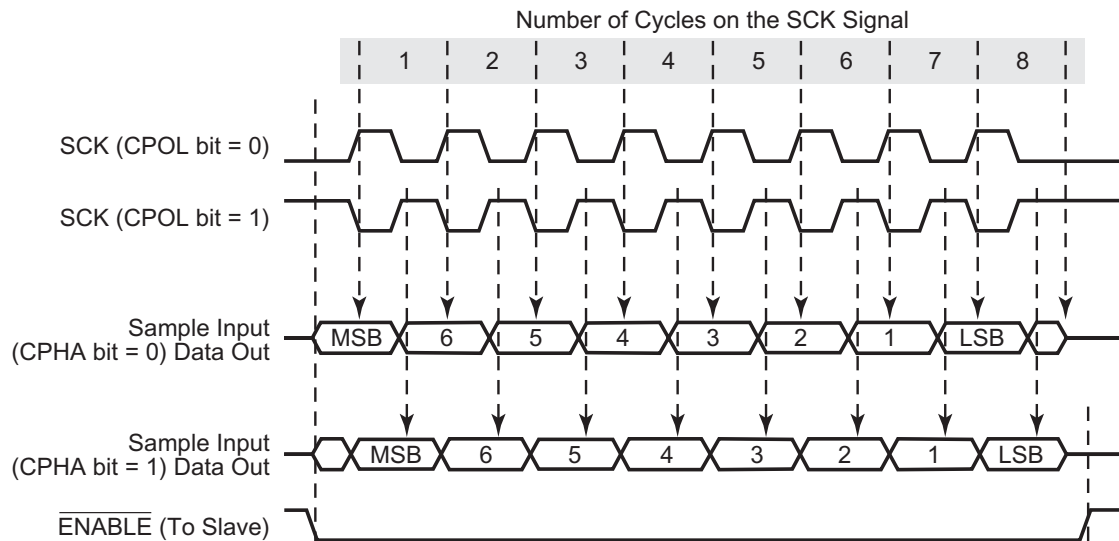 Number of Cycles on the SCK Signal
1 2 3 4 5 6 7 8
SCK (CPOL bit = 0)
SCK (CPOL bit = 1)
Sample Input
(CPHA bit = 0) Data Out
MSB 6 5 4 3 2 1 LSB
Sample Input
(CPHA bit = 1) Data Out
MSB 6 5 4 3 2 1 LSB
ENABLE (To Slave)